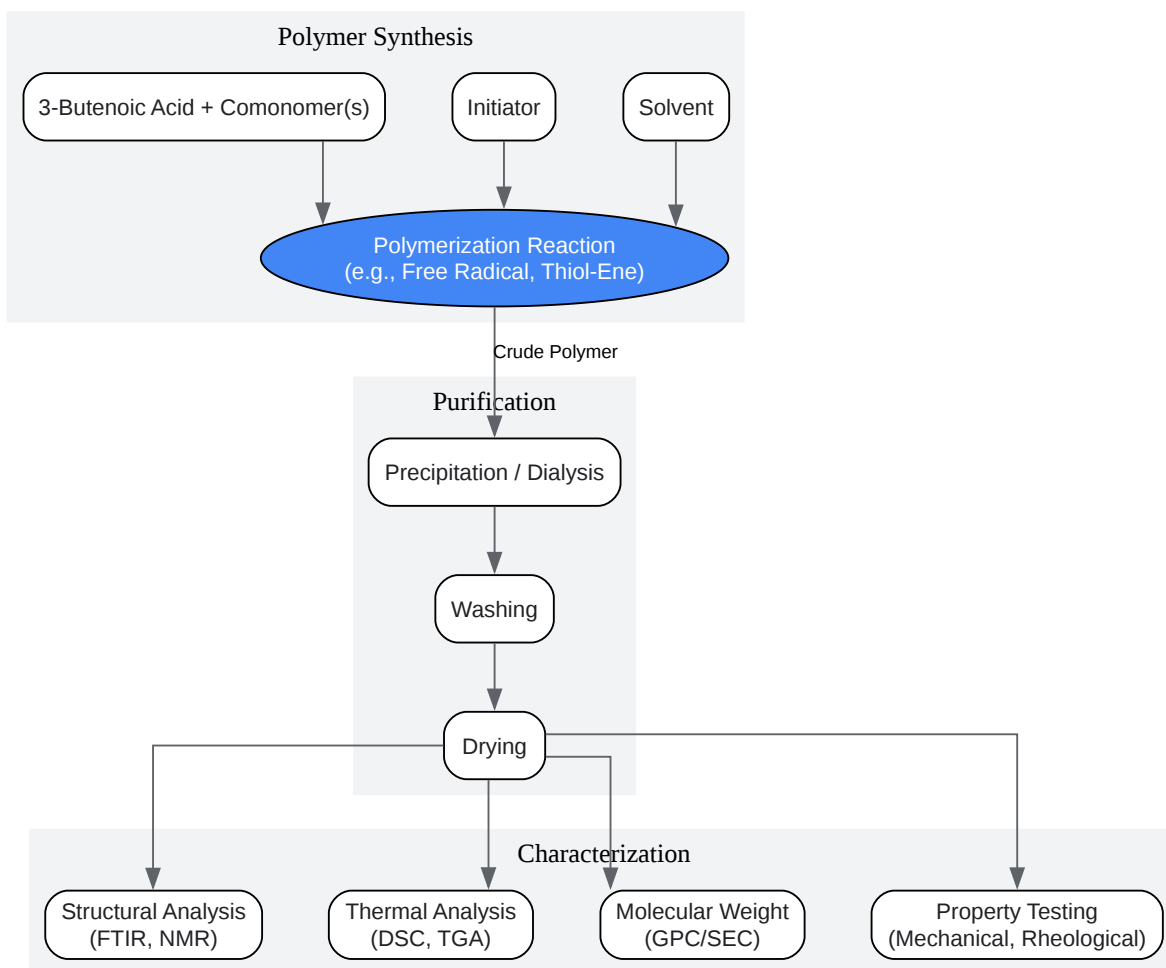 Polymer Synthesis
3-Butenoic Acid + Comonomer(s)
Initiator
Solvent
Polymerization Reaction
(e.g., Free Radical, Thiol-Ene)
Crude Polymer
Purification
Precipitation / Dialysis
Washing
Drying
Characterization
Structural Analysis
(FTIR, NMR)
Thermal Analysis
(DSC, TGA)
Molecular Weight
(GPC/SEC)
Property Testing
(Mechanical, Rheological)